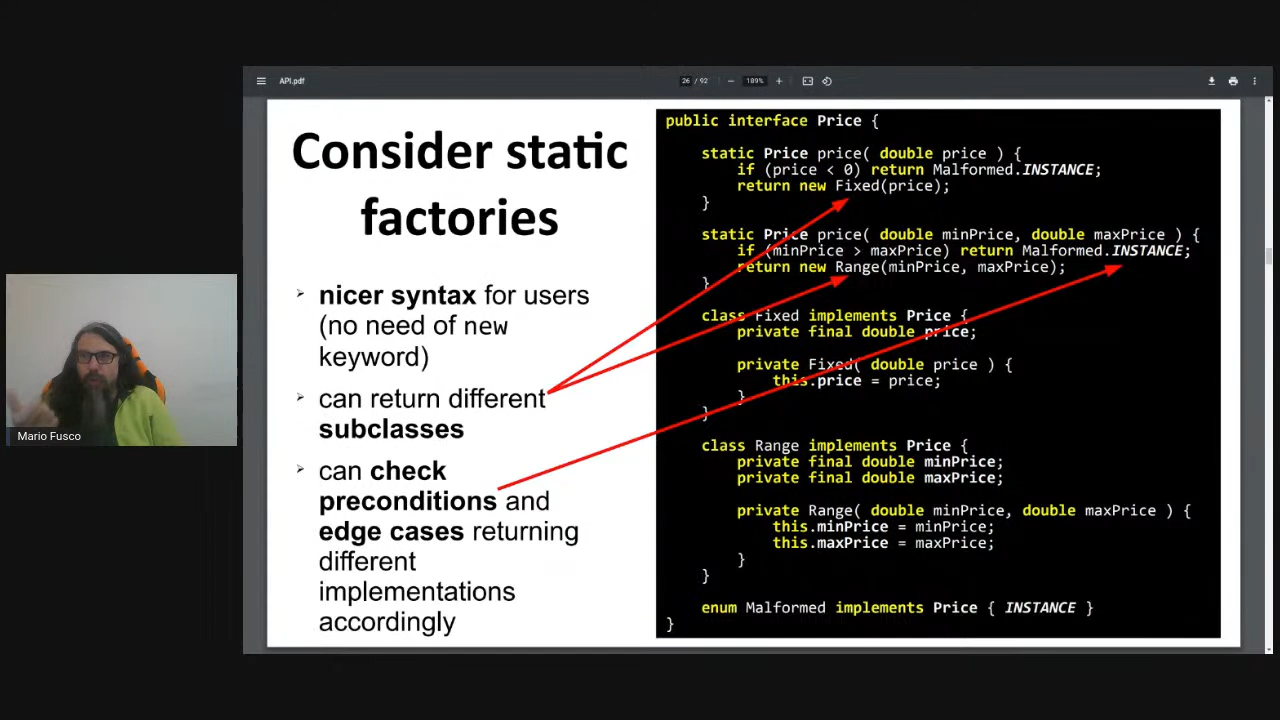 API.pdf
26 / 92
189%
Consider static
factories
nicer syntax for users
(no need of new
keyword)
can return different
subclasses
can check
preconditions and
edge cases returning
different
implementations
accordingly
public interface Price {
static Price price( double price ) {
if (price < 0) return Malformed.INSTANCE;
return new Fixed(price);
}
static Price price( double minPrice, double maxPrice ) {
if (minPrice > maxPrice) return Malformed.INSTANCE;
return new Range(minPrice, maxPrice);
}
class Fixed implements Price {
private final double price;
private Fixed( double price ) {
this.price = price;
}
}
class Range implements Price {
private final double minPrice;
private final double maxPrice;
private Range( double minPrice, double maxPrice ) {
this.minPrice = minPrice;
this.maxPrice = maxPrice;
}
}
enum Malformed implements Price { INSTANCE }
}
Mario Fusco